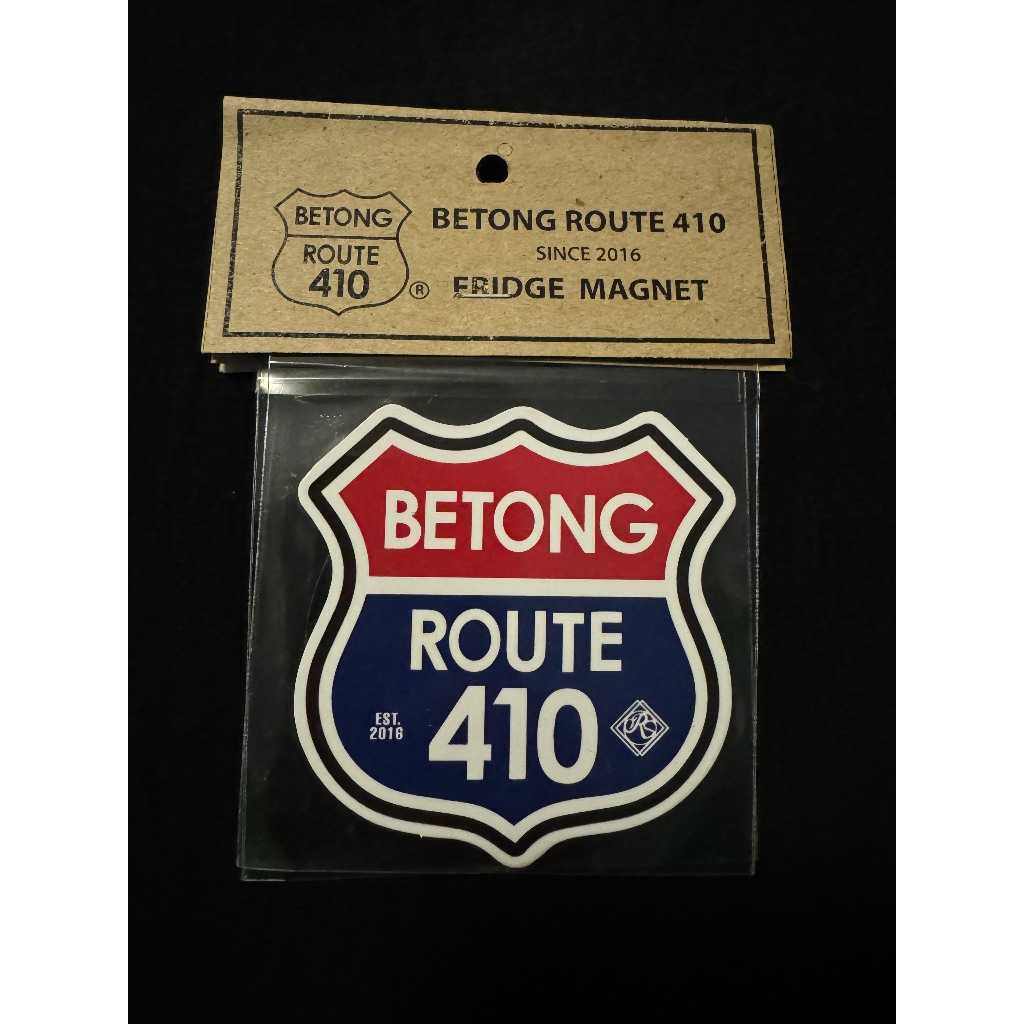 BETONG
ROUTE
410
®
BETONG ROUTE 410
SINCE 2016
FRIDGE MAGNET
BETONG
ROUTE
410
EST.
2016